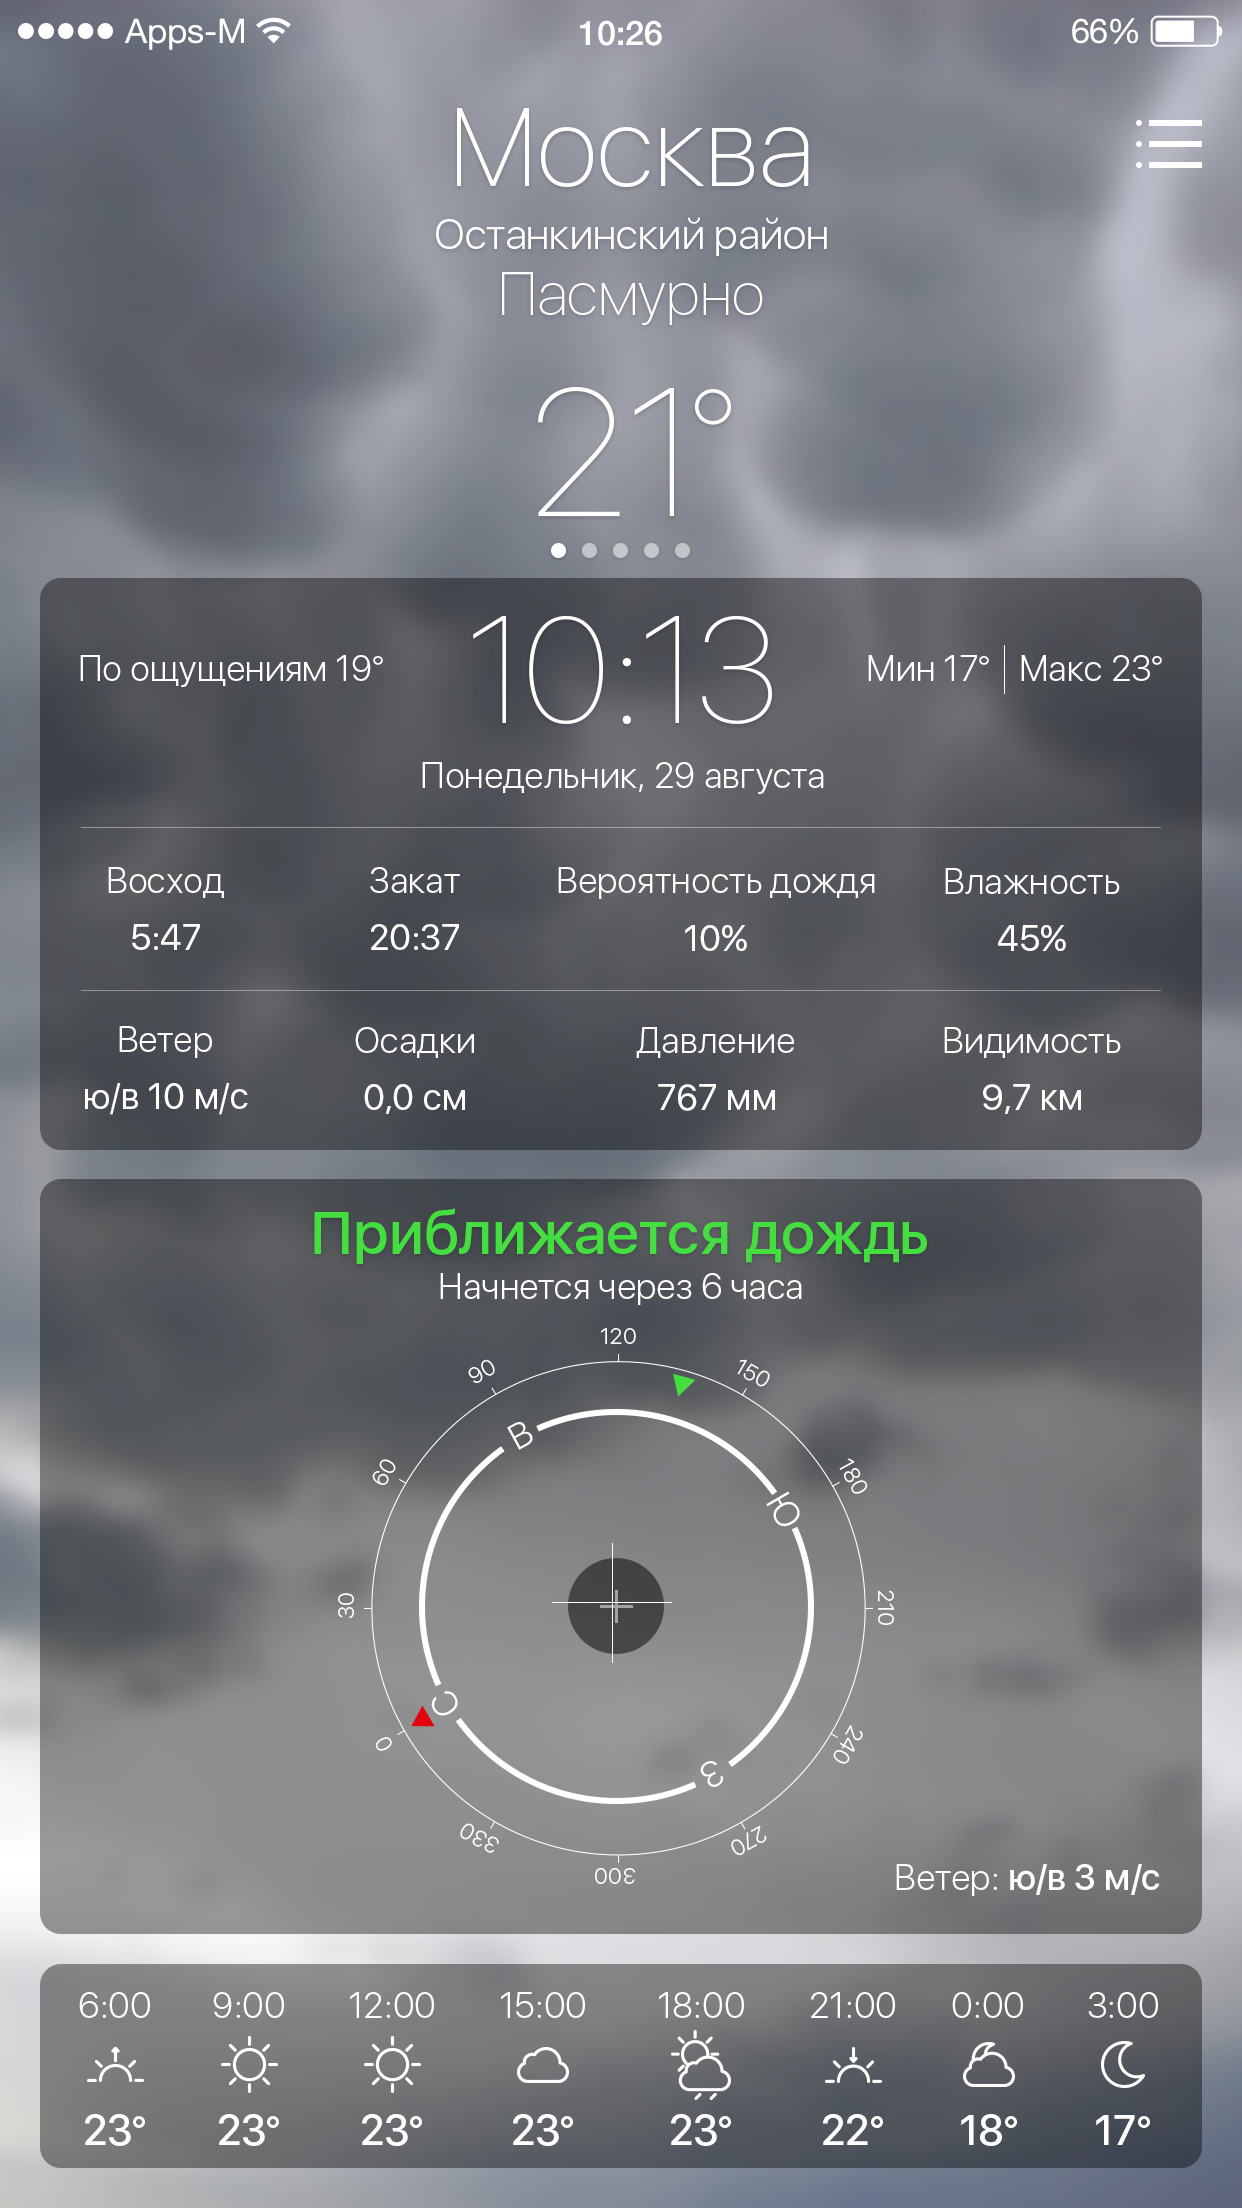 Apps-M 10:26 66%
Москва
Останкинский район
Пасмурно
21°
По ощущениям 19° 10:13 Мин 17° Макс 23°
Понедельник, 29 августа
Восход Закат Вероятность дождя Влажность
5:47 20:37 10% 45%
Ветер Осадки Давление Видимость
ю/в 10 м/с 0,0 см 767 мм 9,7 км
Приближается дождь
Начнется через 6 часа
120
90 150
В
60 180
Ю
30 210
С
0 240
З
330 270
300
Ветер: ю/в 3 м/с
6:00 9:00 12:00 15:00 18:00 21:00 0:00 3:00
23° 23° 23° 23° 23° 22° 18° 17°